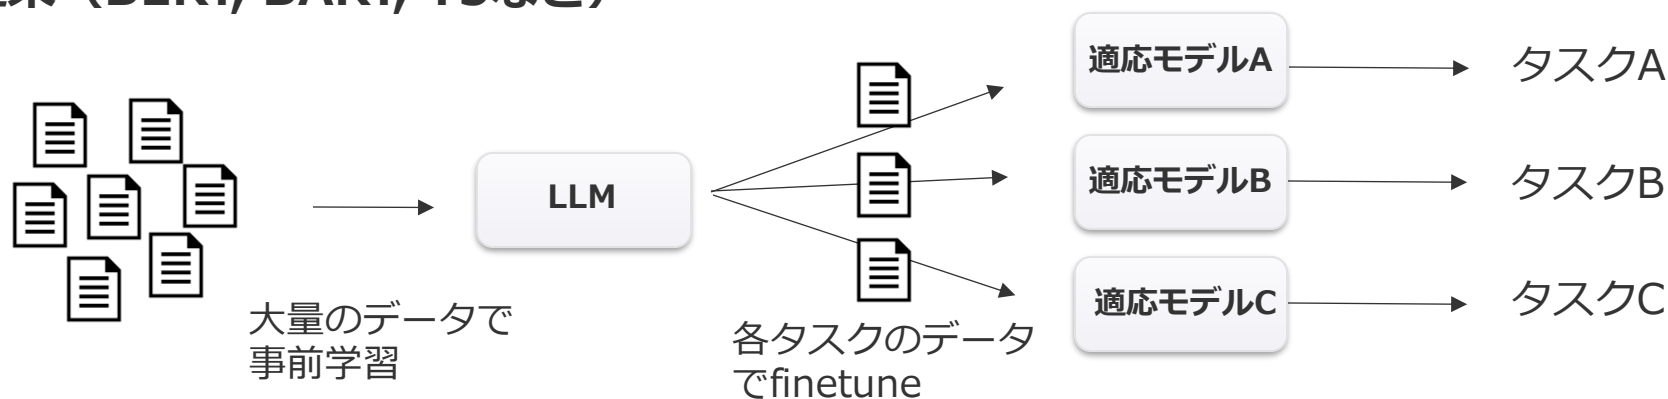 適応モデルA
タスクA
LLM
適応モデルB
タスクB
適応モデルC
タスクC
大量のデータで
事前学習
各タスクのデータ
でfinetune